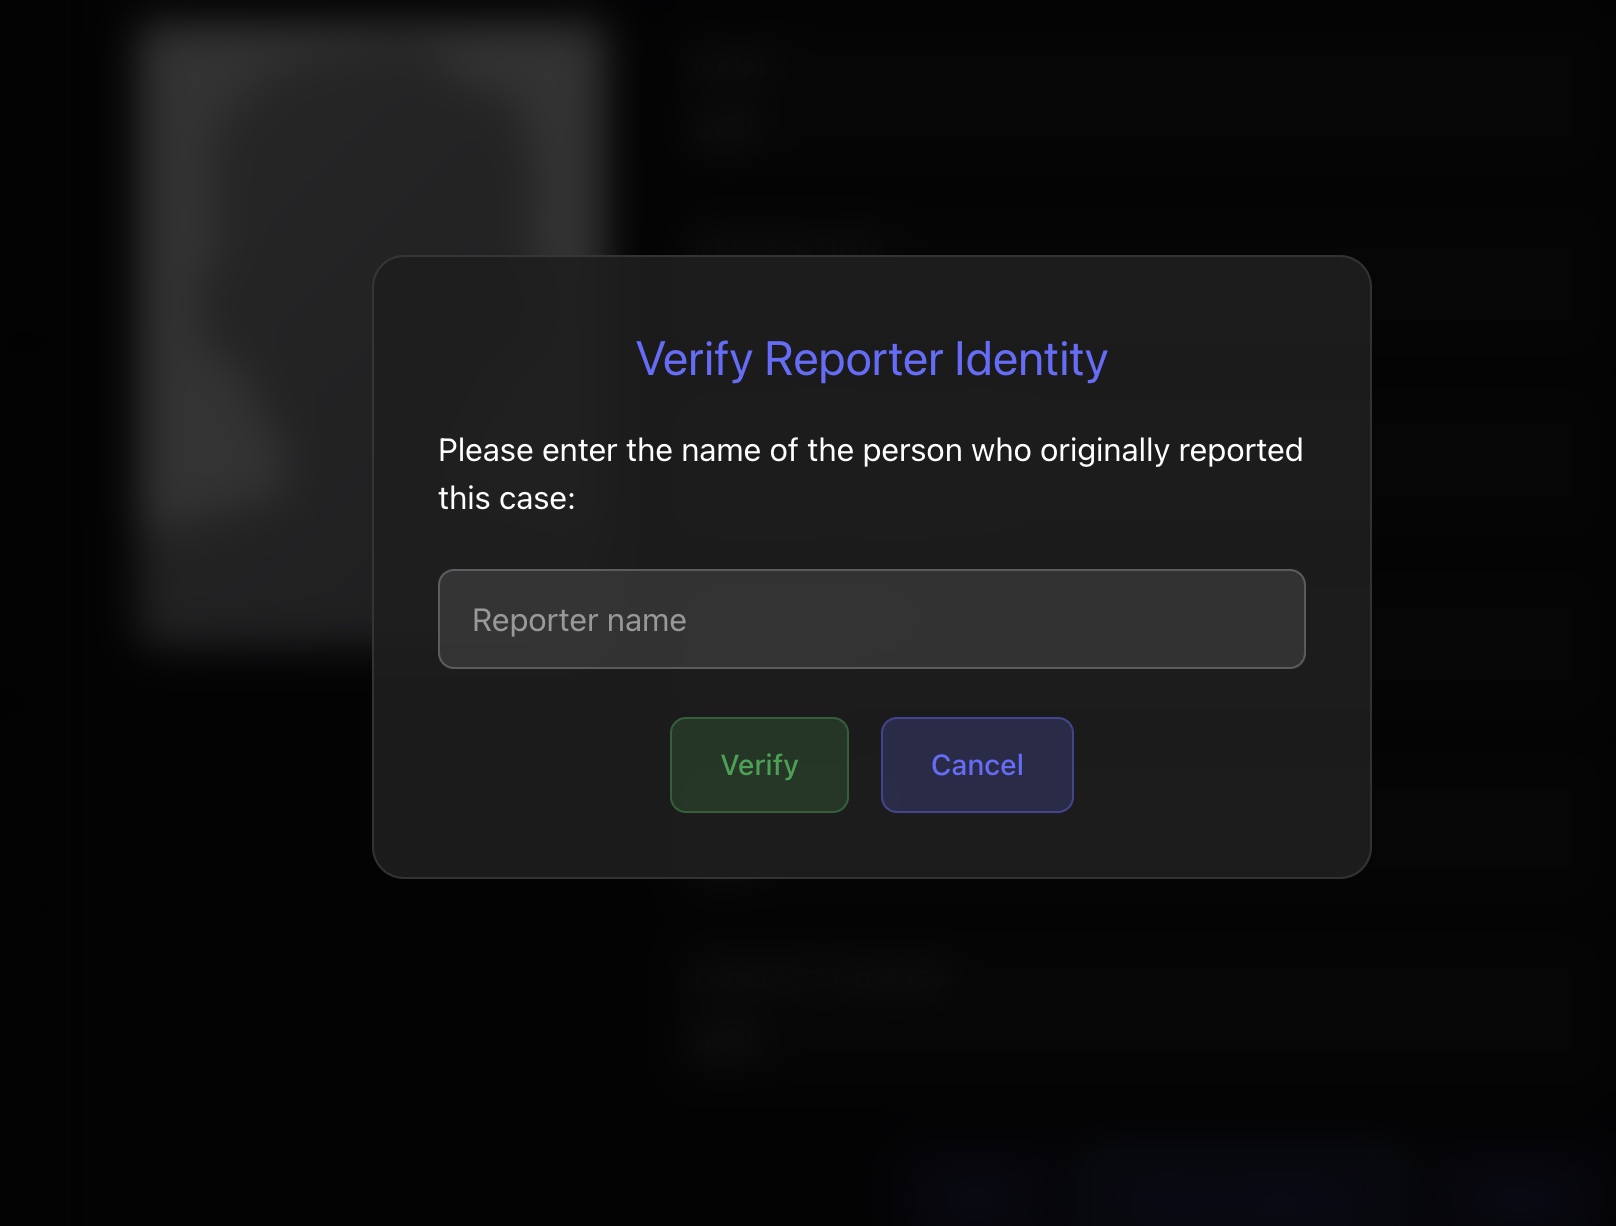 Verify Reporter Identity
Please enter the name of the person who originally reported
this case:
Reporter name
Verify
Cancel